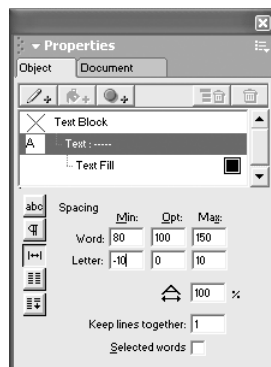 Properties
Object Document
Text Block
A Text : -----
Text Fill
abc Spacing
Min: Opt: Max:
Word: 80 100 150
Letter: -10 0 10
100 %
Keep lines together: 1
Selected words